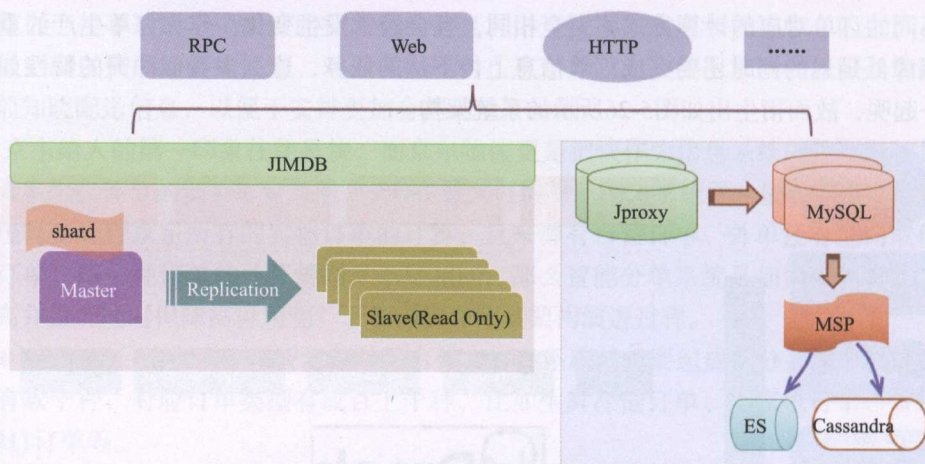 RPC
Web
HTTP
......
JIMDB
shard
Master
Replication
Slave(Read Only)
Jproxy
MySQL
MSP
ES
Cassandra